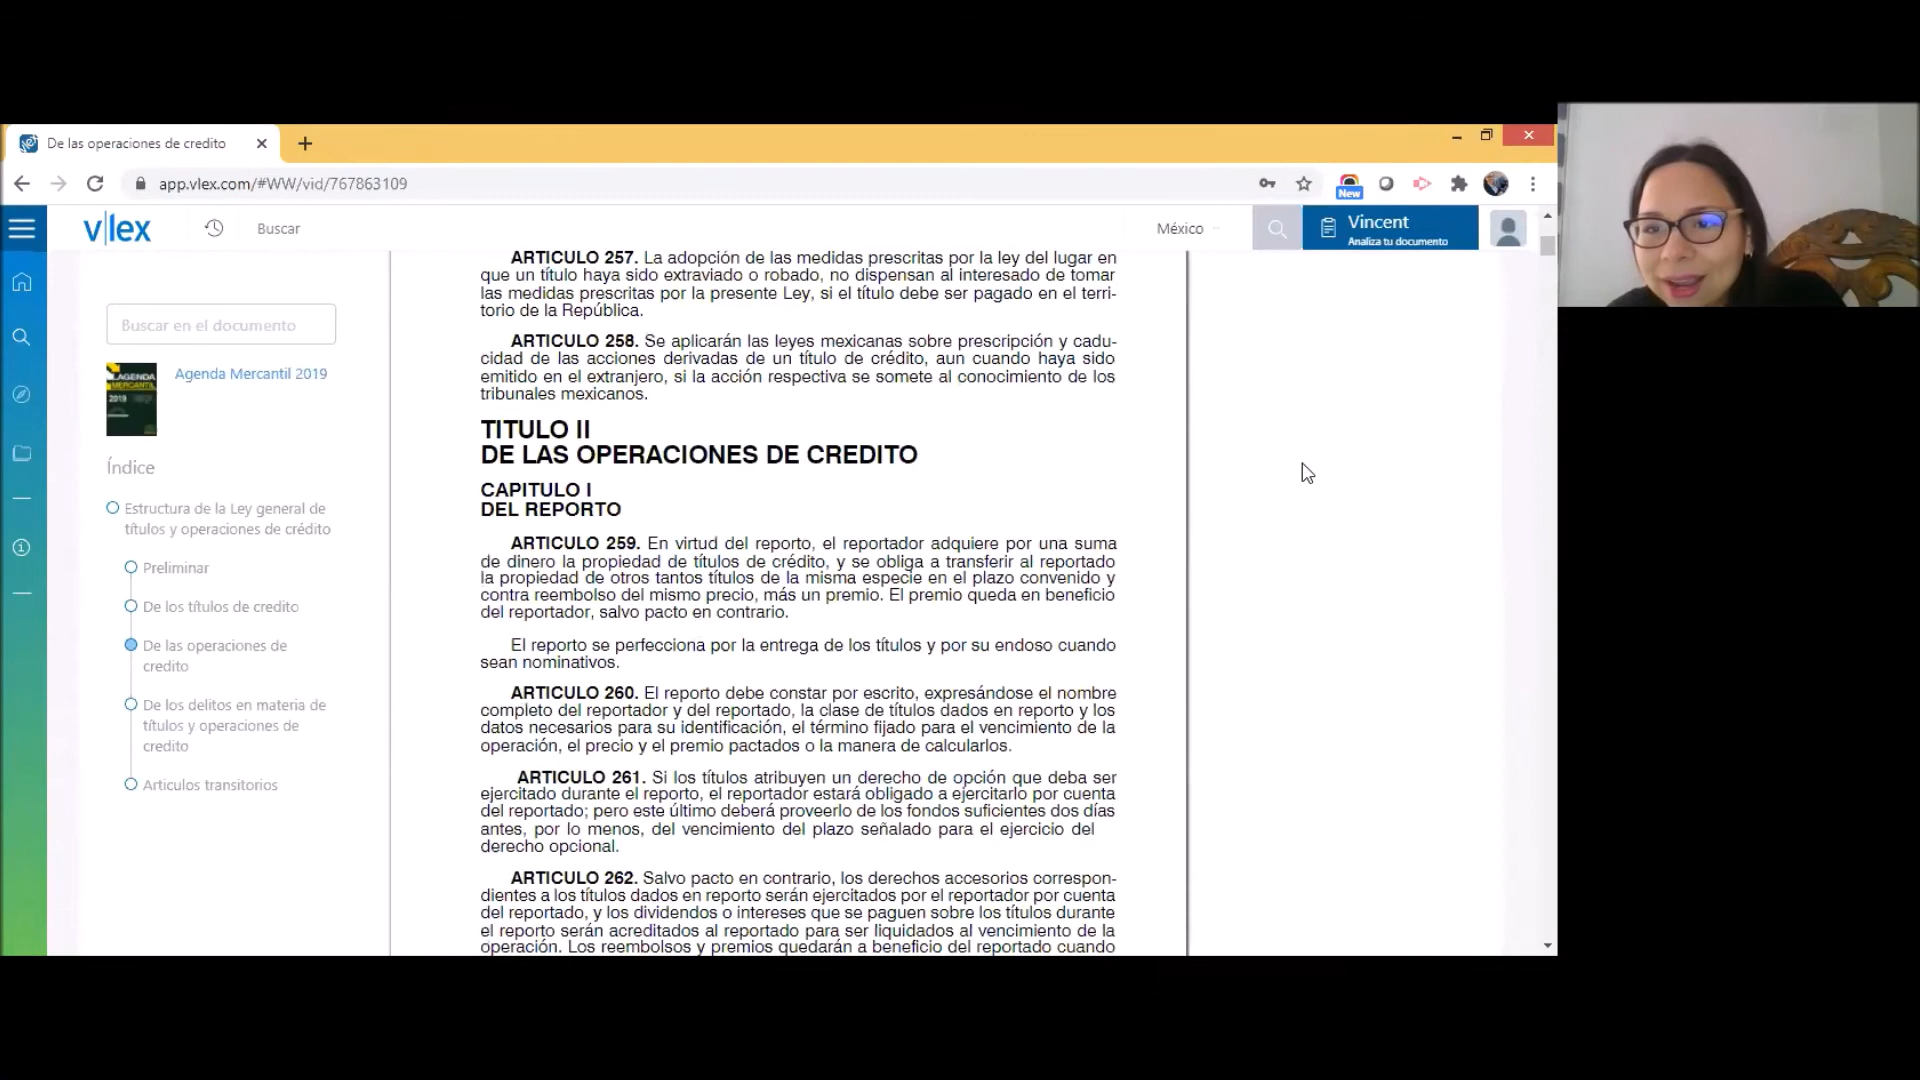 De las operaciones de credito
app.vlex.com/#WW/vid/767863109
New
v|lex
Buscar
México
Vincent
Analiza tu documento
Buscar en el documento
AGENDA
MERCANTIL
2019
Agenda Mercantil 2019
Índice
Estructura de la Ley general de
títulos y operaciones de crédito
Preliminar
De los títulos de credito
De las operaciones de
credito
De los delitos en materia de
títulos y operaciones de
credito
Articulos transitorios
ARTICULO 257. La adopción de las medidas prescritas por la ley del lugar en
que un título haya sido extraviado o robado, no dispensan al interesado de tomar
las medidas prescritas por la presente Ley, si el título debe ser pagado en el terri-
torio de la República.
ARTICULO 258. Se aplicarán las leyes mexicanas sobre prescripción y cadu-
cidad de las acciones derivadas de un título de crédito, aun cuando haya sido
emitido en el extranjero, si la acción respectiva se somete al conocimiento de los
tribunales mexicanos.
TITULO II
DE LAS OPERACIONES DE CREDITO
CAPITULO I
DEL REPORTO
ARTICULO 259. En virtud del reporto, el reportador adquiere por una suma
de dinero la propiedad de títulos de crédito, y se obliga a transferir al reportado
la propiedad de otros tantos títulos de la misma especie en el plazo convenido y
contra reembolso del mismo precio, más un premio. El premio queda en beneficio
del reportador, salvo pacto en contrario.
El reporto se perfecciona por la entrega de los títulos y por su endoso cuando
sean nominativos.
ARTICULO 260. El reporto debe constar por escrito, expresándose el nombre
completo del reportador y del reportado, la clase de títulos dados en reporto y los
datos necesarios para su identificación, el término fijado para el vencimiento de la
operación, el precio y el premio pactados o la manera de calcularlos.
ARTICULO 261. Si los títulos atribuyen un derecho de opción que deba ser
ejercitado durante el reporto, el reportador estará obligado a ejercitarlo por cuenta
del reportado; pero este último deberá proveerlo de los fondos suficientes dos días
antes, por lo menos, del vencimiento del plazo señalado para el ejercicio del
derecho opcional.
ARTICULO 262. Salvo pacto en contrario, los derechos accesorios correspon-
dientes a los títulos dados en reporto serán ejercitados por el reportador por cuenta
del reportado, y los dividendos o intereses que se paguen sobre los títulos durante
el reporto serán acreditados al reportado para ser liquidados al vencimiento de la
operación. Los reembolsos y premios quedarán a beneficio del reportado cuando